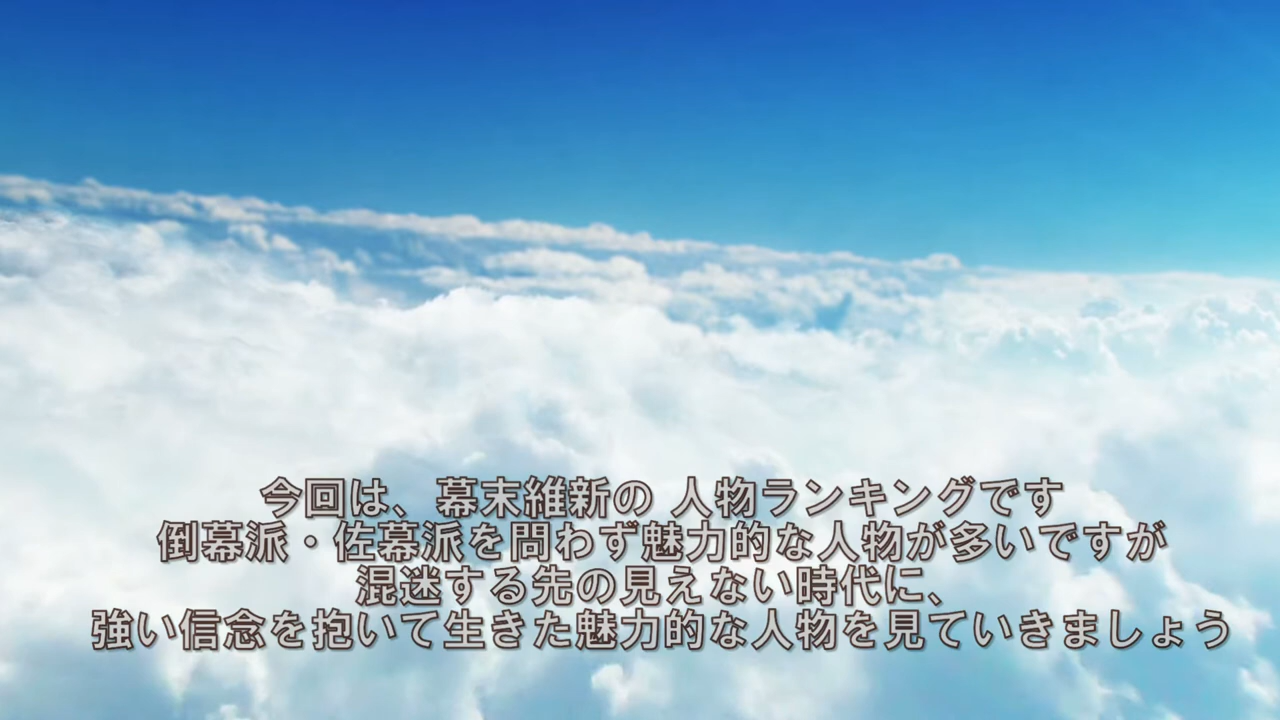 今回は、幕末維新の 人物ランキングです
倒幕派・佐幕派を問わず魅力的な人物が多いですが
混迷する先の見えない時代に、
強い信念を抱いて生きた魅力的な人物を見ていきましょう